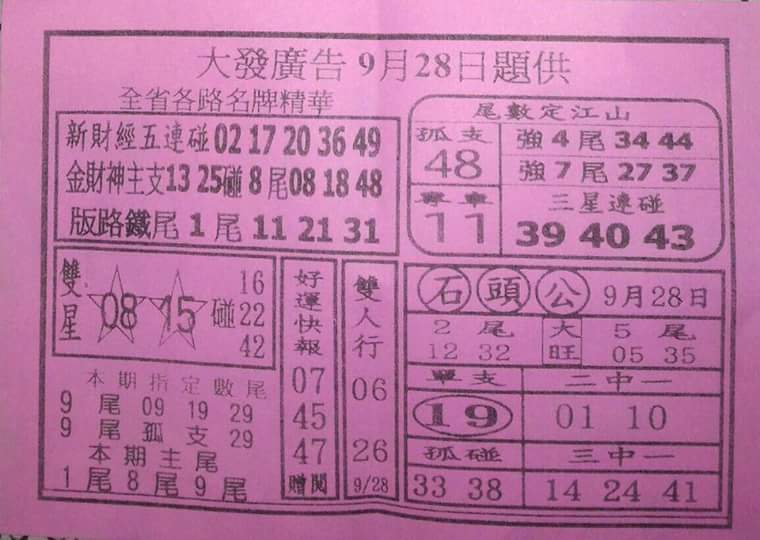 大發廣告 9月28日題供
全省各路名牌精華
新財經五連碰 02 17 20 36 49
金財神主支 13 25碰 8 尾 08 18 48
版路鐵尾 1 尾 11 21 31
尾數定江山
孤支 48
強 4 尾 34 44
強 7 尾 27 37
專車 11
三星連碰
39 40 43
雙星 08 15 碰 16 22 42
本期指定數尾
9 尾 09 19 29
9 尾 孤支 29
本期主尾
1 尾 8 尾 9 尾
好運快報
07
45
47
贈閱
雙人行
06
26
9/28
石頭公 9月28日
2 尾 大旺 5 尾
12 32 05 35
單支 二中一
19 01 10
孤碰 三中一
33 38 14 24 41